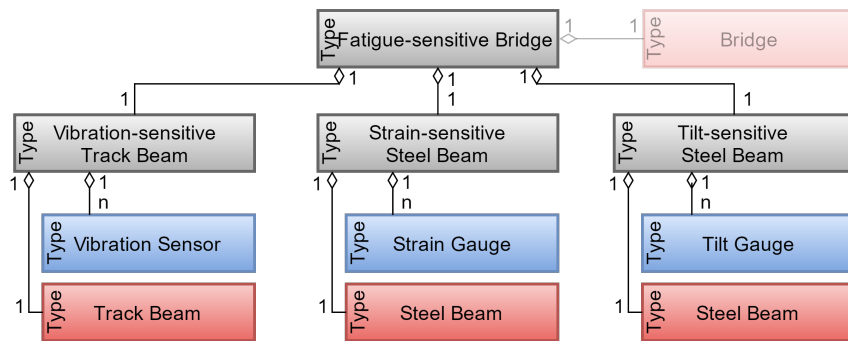 Type
Fatigue-sensitive Bridge
1
1
Type
Bridge
1
1
1
1
1
1
Type
Vibration-sensitive
Track Beam
Type
Strain-sensitive
Steel Beam
Type
Tilt-sensitive
Steel Beam
1
1
n
1
1
n
1
1
n
Type
Vibration Sensor
Type
Strain Gauge
Type
Tilt Gauge
1
Type
Track Beam
1
Type
Steel Beam
1
Type
Steel Beam